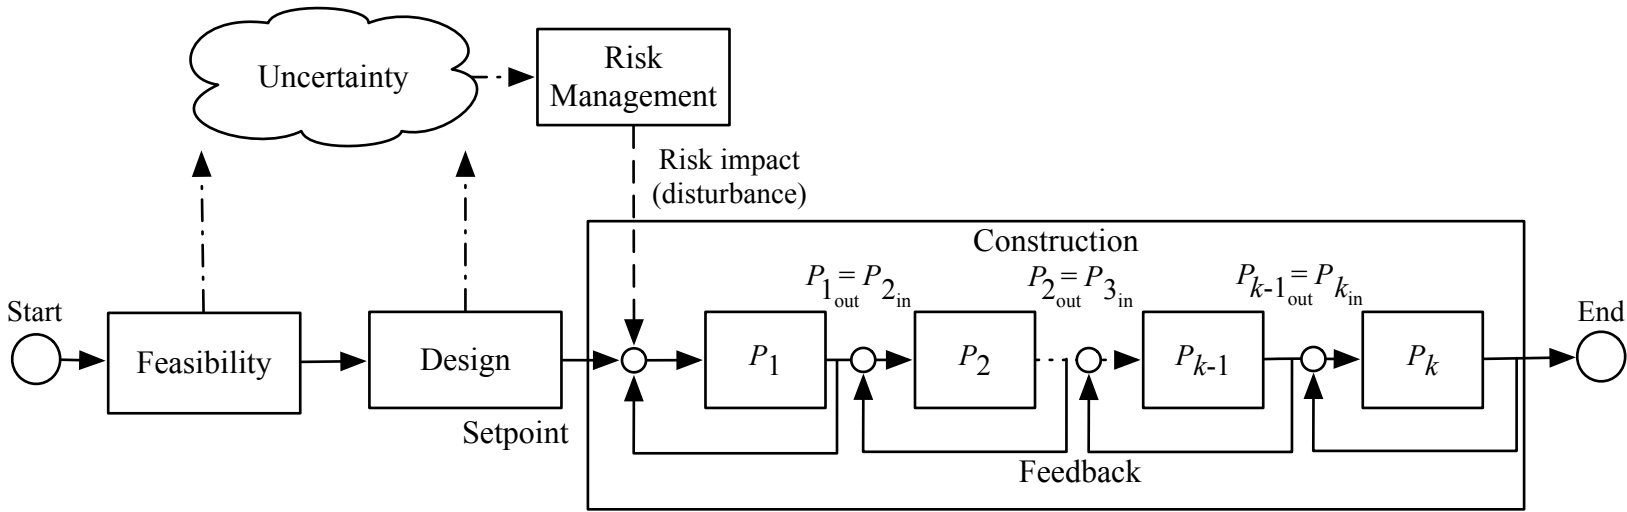 Uncertainty
Risk
Management
Risk impact
(disturbance)
Construction
P1out = P2in
P2out = P3in
Pk-1out = Pkin
Start
End
Feasibility
Design
P1
P2
Pk-1
Pk
Setpoint
Feedback